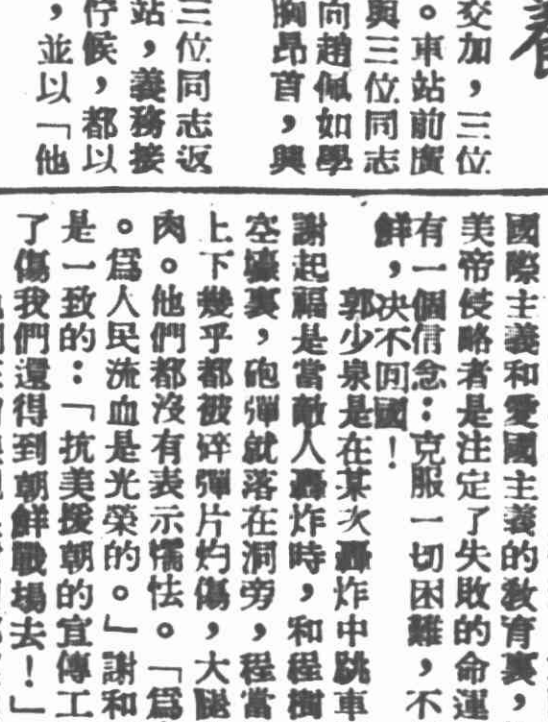 交加，三位
。車站前廣
與三位同志
向趙佩如學
胸昂首，興
三位同志返
站，義務接
佇候，都以
，並以「他
國際主義和愛國主義的敎育裏，
美帝侵略者是注定了失敗的命運
有一個信念：克服一切困難，不
鮮，决不囘國！
郭少泉是在某次轟炸中跳車
謝起福是當敵人轟炸時，和程樹
空壕裏，砲彈就落在洞旁，程當
上下幾乎都被碎彈片灼傷，大腿
肉。他們都沒有表示懦怯。「爲
。爲人民流血是光榮的。」謝和
是一致的：「抗美援朝的宣傳工
了傷我們還得到朝鮮戰場去！」